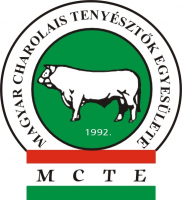 MAGYAR CHAROLAIS TENYÉSZTŐK EGYESÜLETE
1992.
MCTE